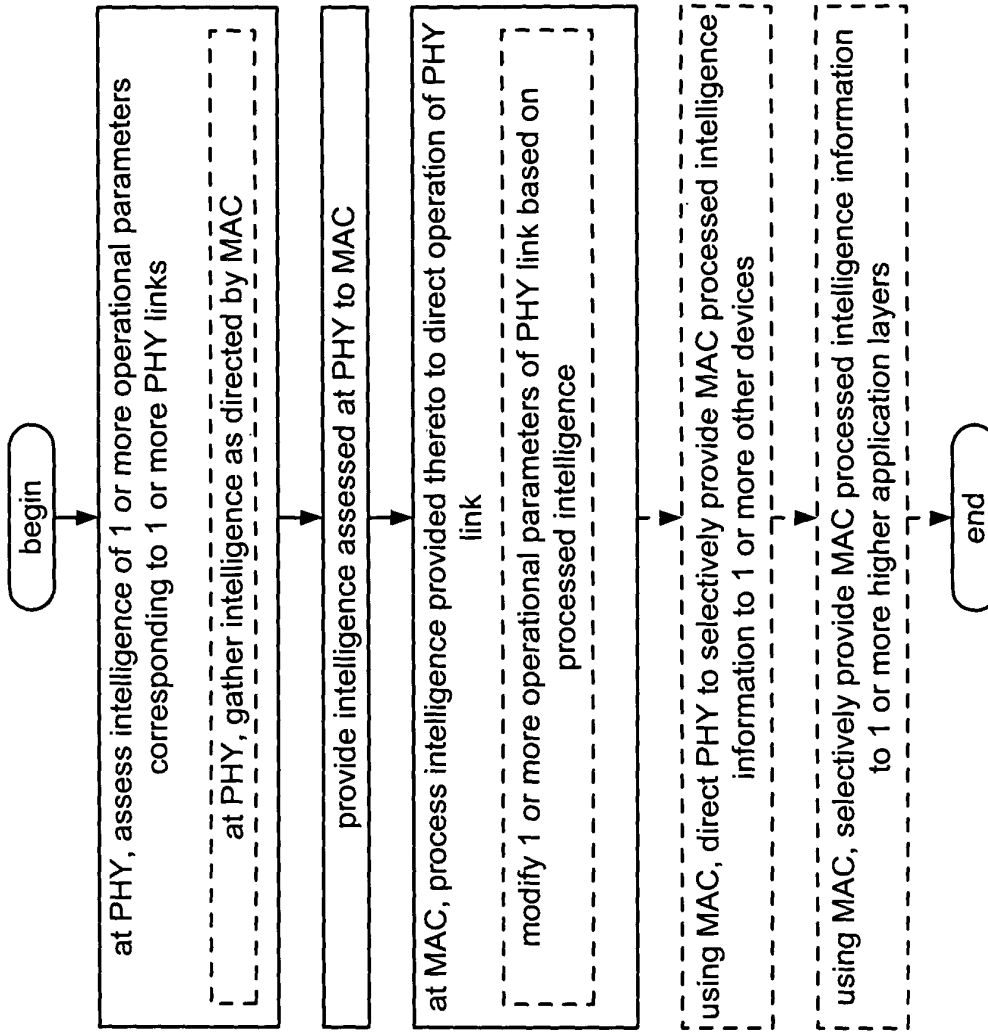 begin
at PHY, assess intelligence of 1 or more operational parameters
corresponding to 1 or more PHY links
at PHY, gather intelligence as directed by MAC
provide intelligence assessed at PHY to MAC
at MAC, process intelligence provided thereto to direct operation of PHY
link
modify 1 or more operational parameters of PHY link based on
processed intelligence
using MAC, direct PHY to selectively provide MAC processed intelligence
information to 1 or more other devices
using MAC, selectively provide MAC processed intelligence information
to 1 or more higher application layers
end